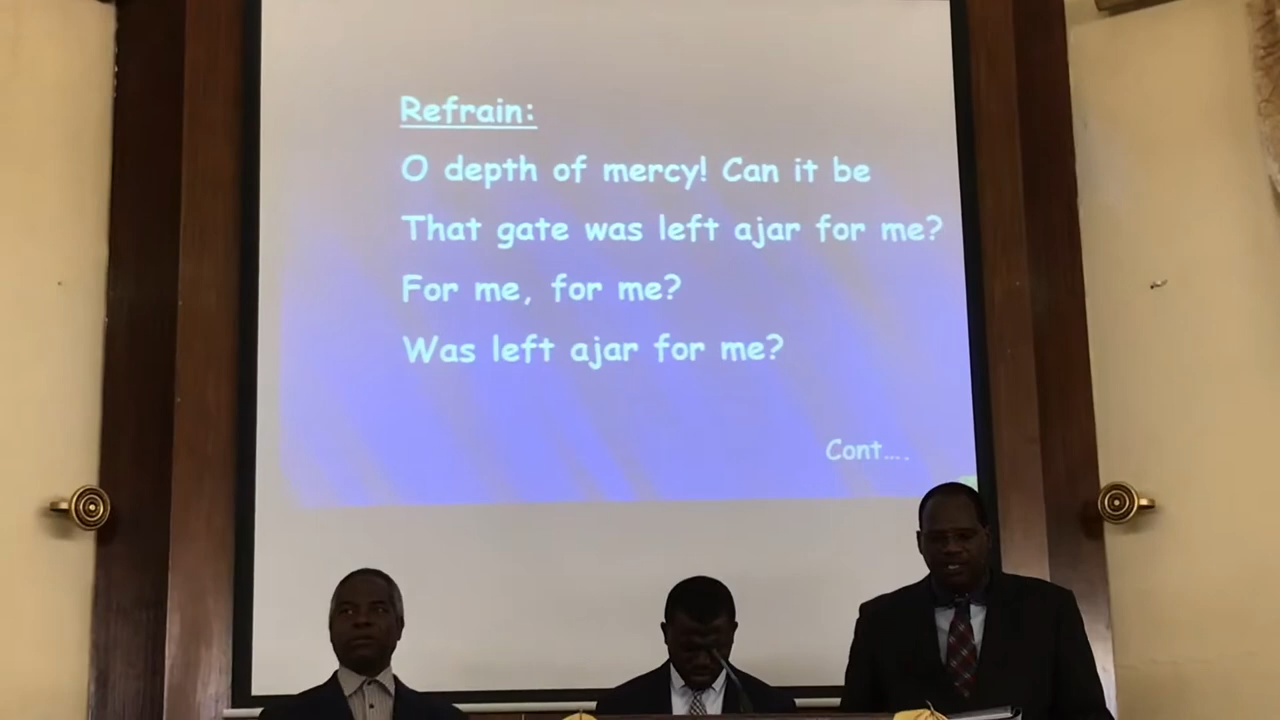 Refrain:
O depth of mercy! Can it be
That gate was left ajar for me?
For me, for me?
Was left ajar for me?
Cont....